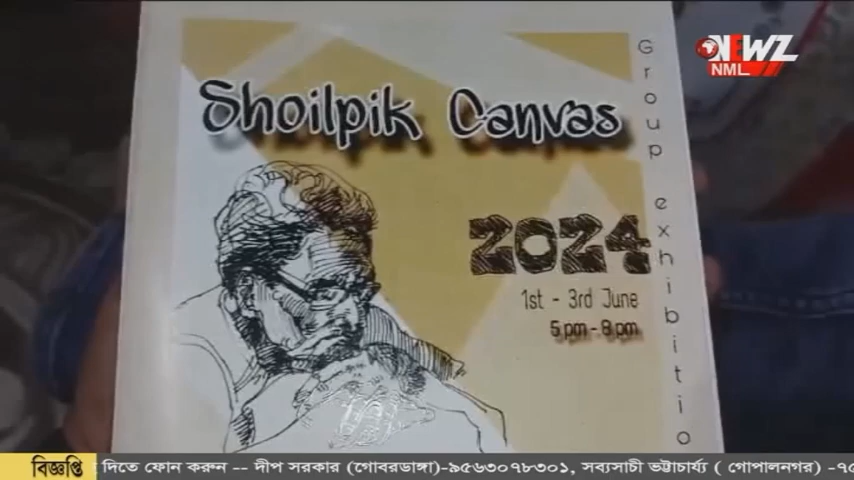 NEWZ
NML
Shoilpik Canvas
Group exhibitio
2024
1st - 3rd June
5 pm - 8 pm
বিজ্ঞপ্তি
দিতে ফোন করুন -- দীপ সরকার (গোবরডাঙ্গা)-৯৫৬৩০৭৮৩০১, সব্যসাচী ভট্টাচার্য্য ( গোপালনগর) -৭৫